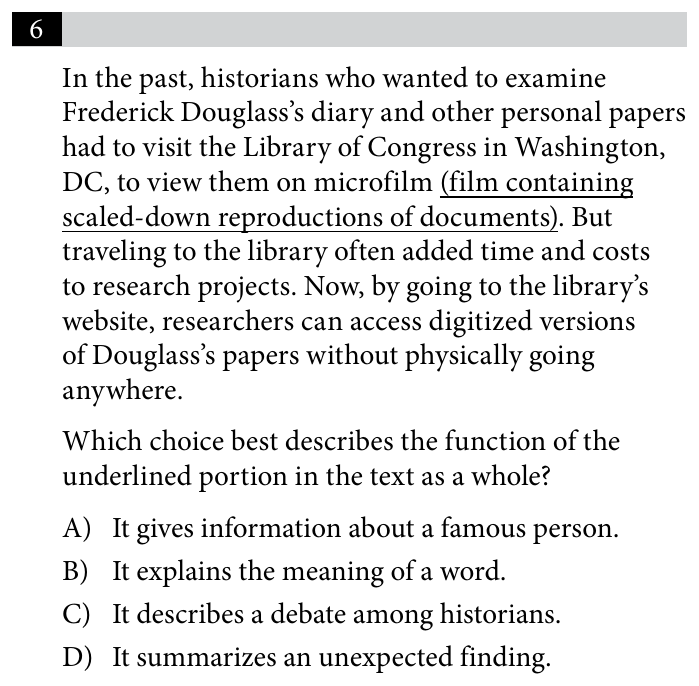 6
In the past, historians who wanted to examine
Frederick Douglass’s diary and other personal papers
had to visit the Library of Congress in Washington,
DC, to view them on microfilm (film containing
scaled-down reproductions of documents). But
traveling to the library often added time and costs
to research projects. Now, by going to the library’s
website, researchers can access digitized versions
of Douglass’s papers without physically going
anywhere.
Which choice best describes the function of the
underlined portion in the text as a whole?
A) It gives information about a famous person.
B) It explains the meaning of a word.
C) It describes a debate among historians.
D) It summarizes an unexpected finding.